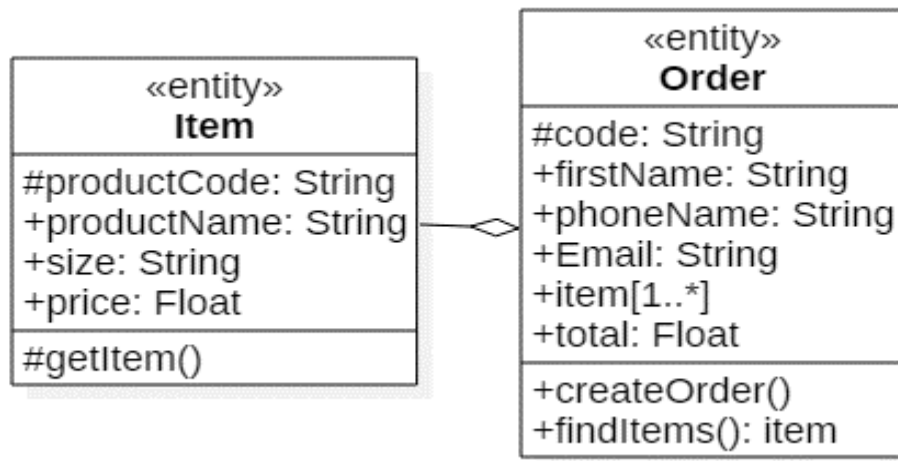 «entity»
Item
#productCode: String
+productName: String
+size: String
+price: Float
#getItem()
«entity»
Order
#code: String
+firstName: String
+phoneName: String
+Email: String
+item[1..*]
+total: Float
+createOrder()
+findItems(): item